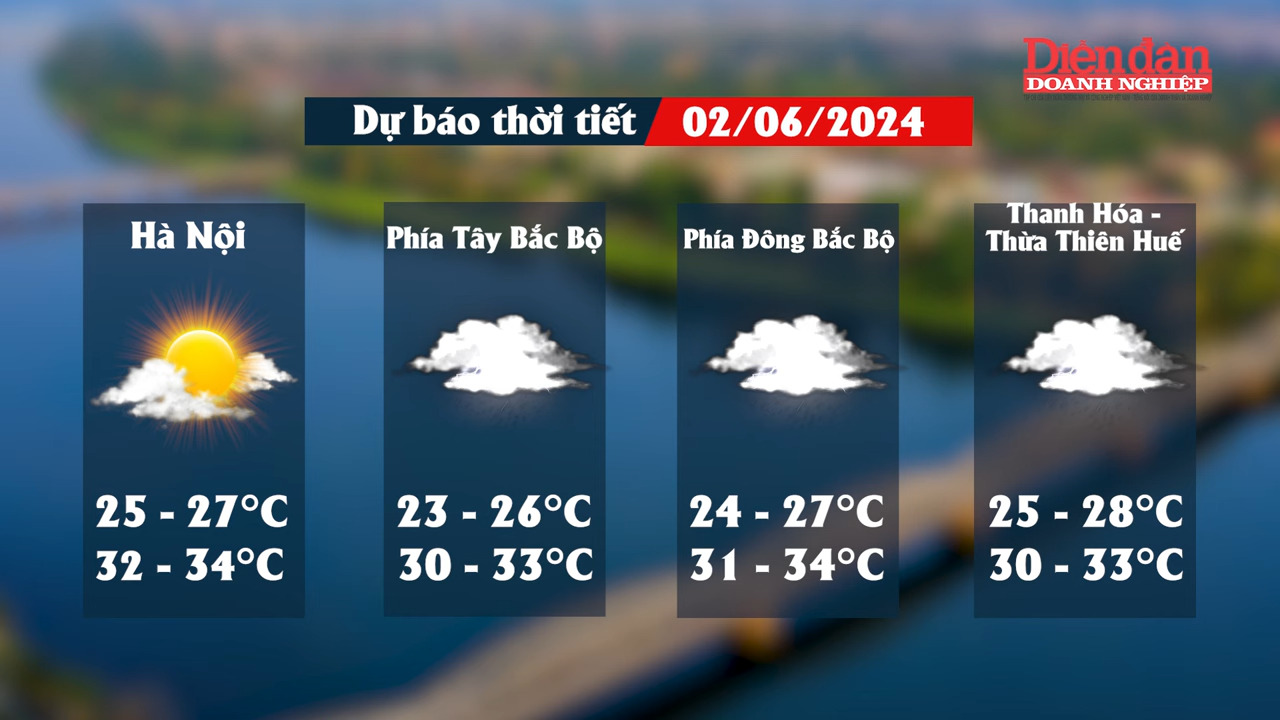 Diễn đàn
DOANH NGHIỆP
Dự báo thời tiết 02/06/2024
Hà Nội
25 - 27°C
32 - 34°C
Phía Tây Bắc Bộ
23 - 26°C
30 - 33°C
Phía Đông Bắc Bộ
24 - 27°C
31 - 34°C
Thanh Hóa -
Thừa Thiên Huế
25 - 28°C
30 - 33°C